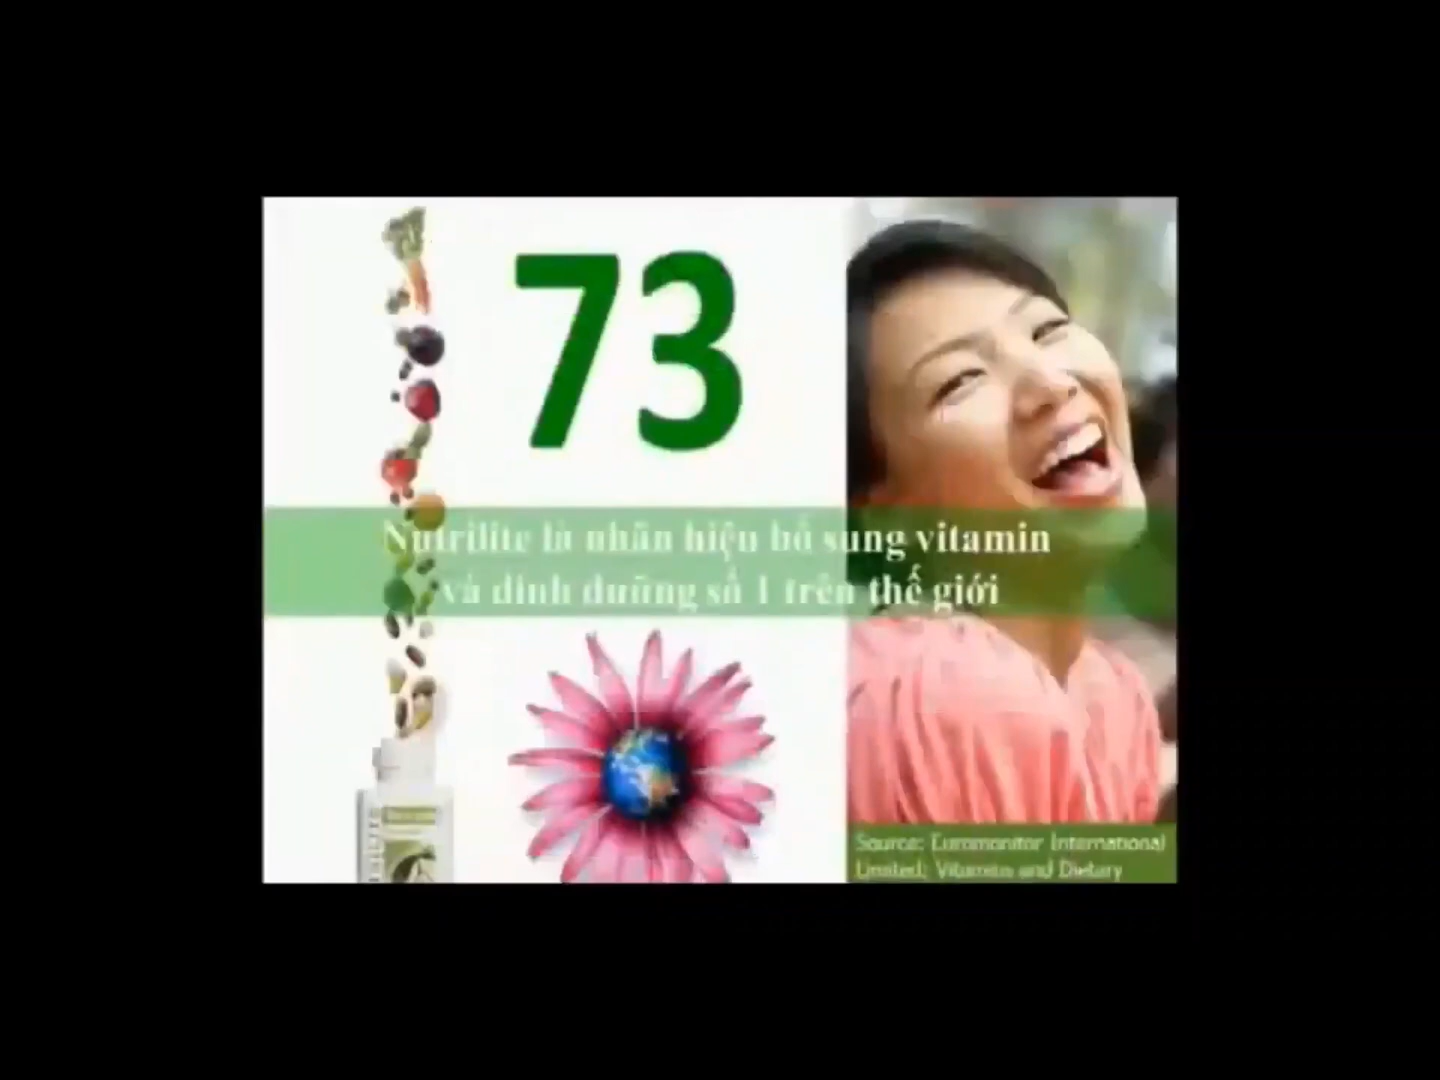 73
Nutrilite là nhãn hiệu bổ sung vitamin
và dinh dưỡng số 1 trên thế giới
Source: Euromonitor International
Limited; Vitamins and Dietary